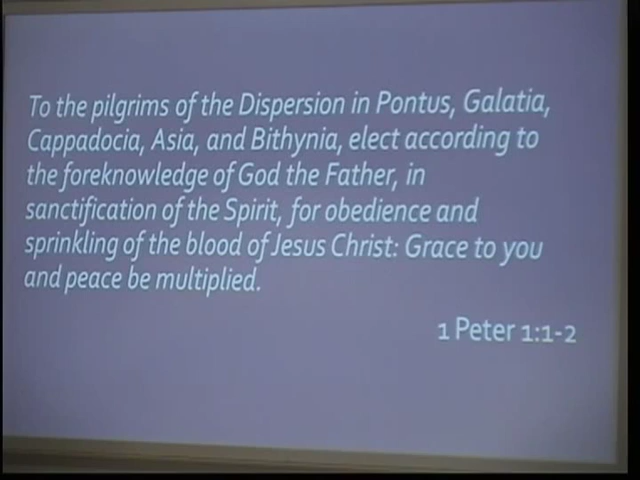 To the pilgrims of the Dispersion in Pontus, Galatia,
Cappadocia, Asia, and Bithynia, elect according to
the foreknowledge of God the Father, in
sanctification of the Spirit, for obedience and
sprinkling of the blood of Jesus Christ: Grace to you
and peace be multiplied.
1 Peter 1:1-2